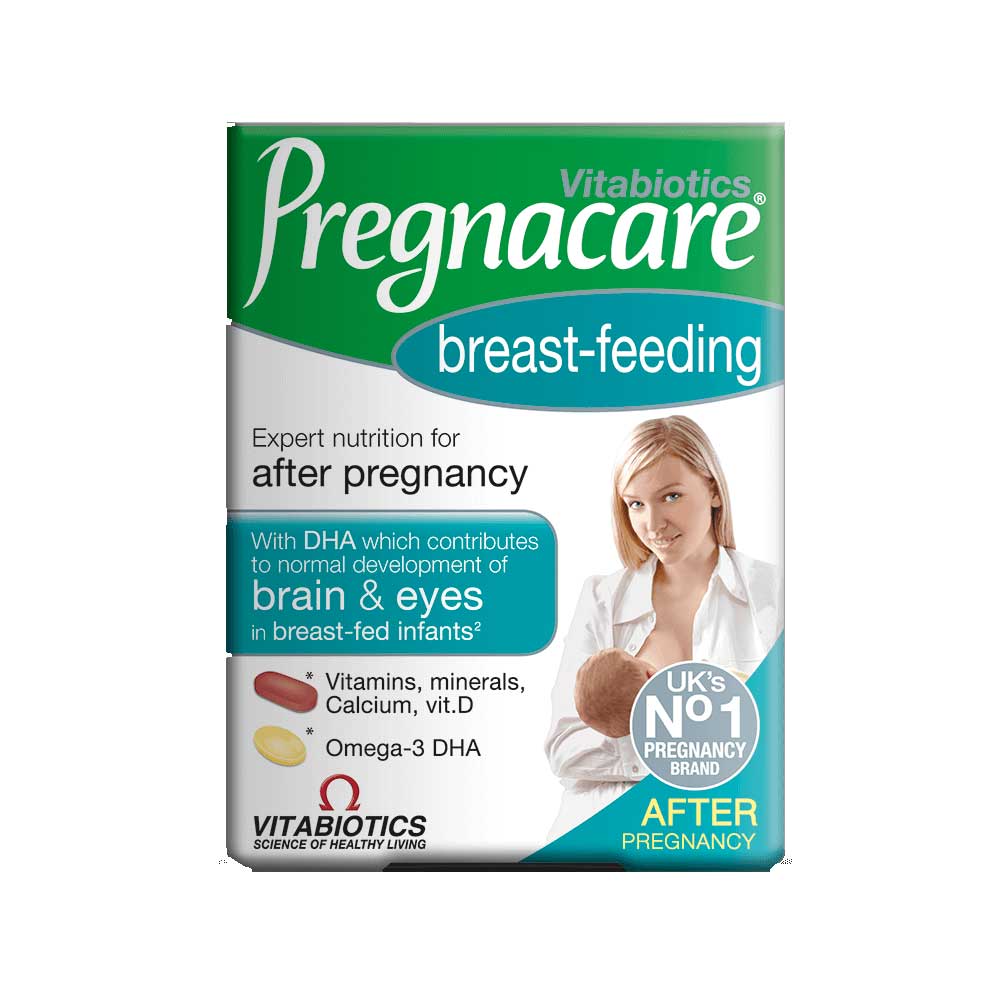 Vitabiotics
Pregnacare®
breast-feeding
Expert nutrition for
after pregnancy
With DHA which contributes
to normal development of
brain & eyes
in breast-fed infants²
* Vitamins, minerals,
Calcium, vit.D
* Omega-3 DHA
VITABIOTICS
SCIENCE OF HEALTHY LIVING
UK's
Nº1
PREGNANCY
BRAND
AFTER
PREGNANCY